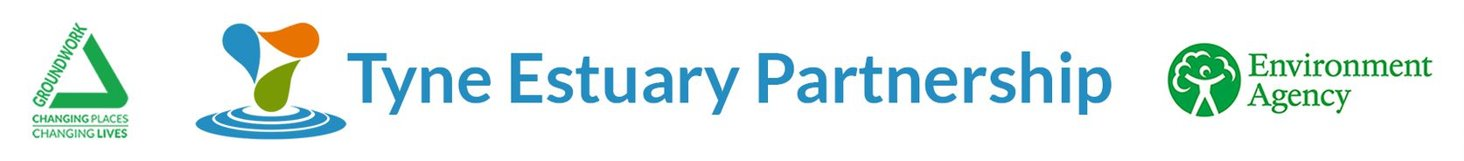 GROUNDWORK
CHANGING PLACES
CHANGING LIVES
Tyne Estuary Partnership
Environment
Agency